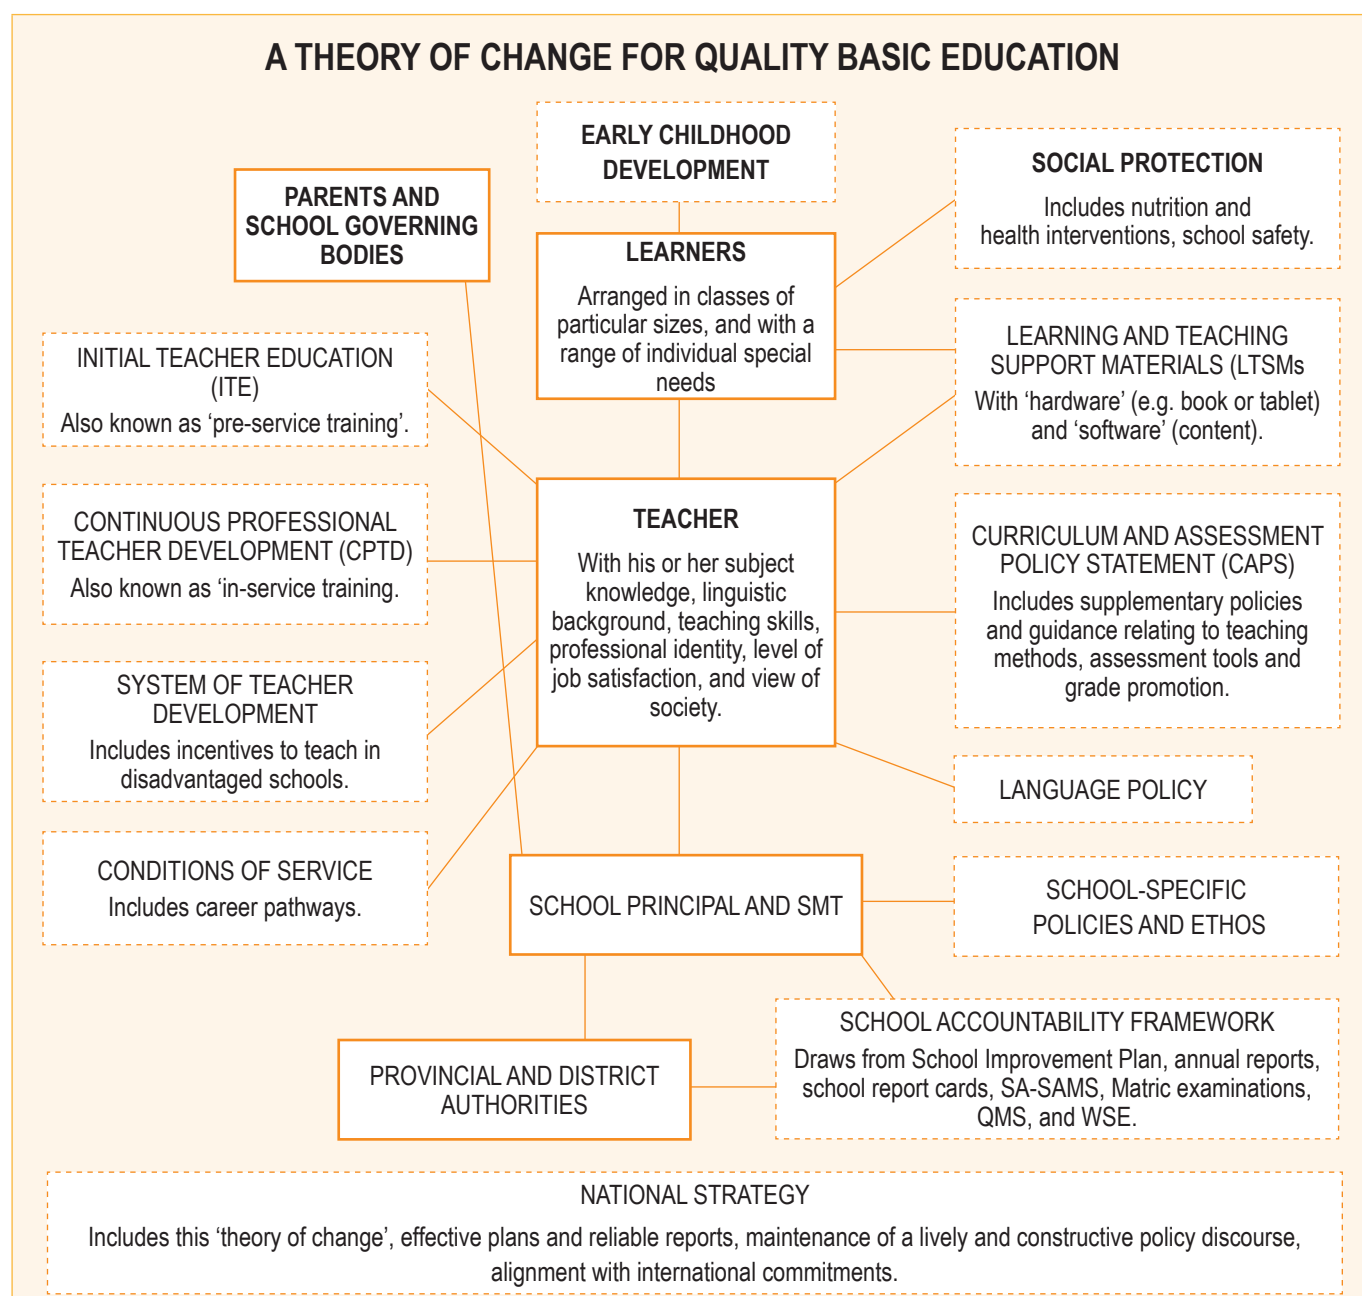 A THEORY OF CHANGE FOR QUALITY BASIC EDUCATION
EARLY CHILDHOOD
DEVELOPMENT
SOCIAL PROTECTION
Includes nutrition and
health interventions, school safety.
PARENTS AND
SCHOOL GOVERNING
BODIES
LEARNERS
Arranged in classes of
particular sizes, and with a
range of individual special
needs
LEARNING AND TEACHING
SUPPORT MATERIALS (LTSMs
With ‘hardware’ (e.g. book or tablet)
and ‘software’ (content).
INITIAL TEACHER EDUCATION
(ITE)
Also known as ‘pre-service training’.
CONTINUOUS PROFESSIONAL
TEACHER DEVELOPMENT (CPTD)
Also known as ‘in-service training.
TEACHER
With his or her subject
knowledge, linguistic
background, teaching skills,
professional identity, level of
job satisfaction, and view of
society.
CURRICULUM AND ASSESSMENT
POLICY STATEMENT (CAPS)
Includes supplementary policies
and guidance relating to teaching
methods, assessment tools and
grade promotion.
SYSTEM OF TEACHER
DEVELOPMENT
Includes incentives to teach in
disadvantaged schools.
LANGUAGE POLICY
CONDITIONS OF SERVICE
Includes career pathways.
SCHOOL PRINCIPAL AND SMT
SCHOOL-SPECIFIC
POLICIES AND ETHOS
PROVINCIAL AND DISTRICT
AUTHORITIES
SCHOOL ACCOUNTABILITY FRAMEWORK
Draws from School Improvement Plan, annual reports,
school report cards, SA-SAMS, Matric examinations,
QMS, and WSE.
NATIONAL STRATEGY
Includes this ‘theory of change’, effective plans and reliable reports, maintenance of a lively and constructive policy discourse,
alignment with international commitments.